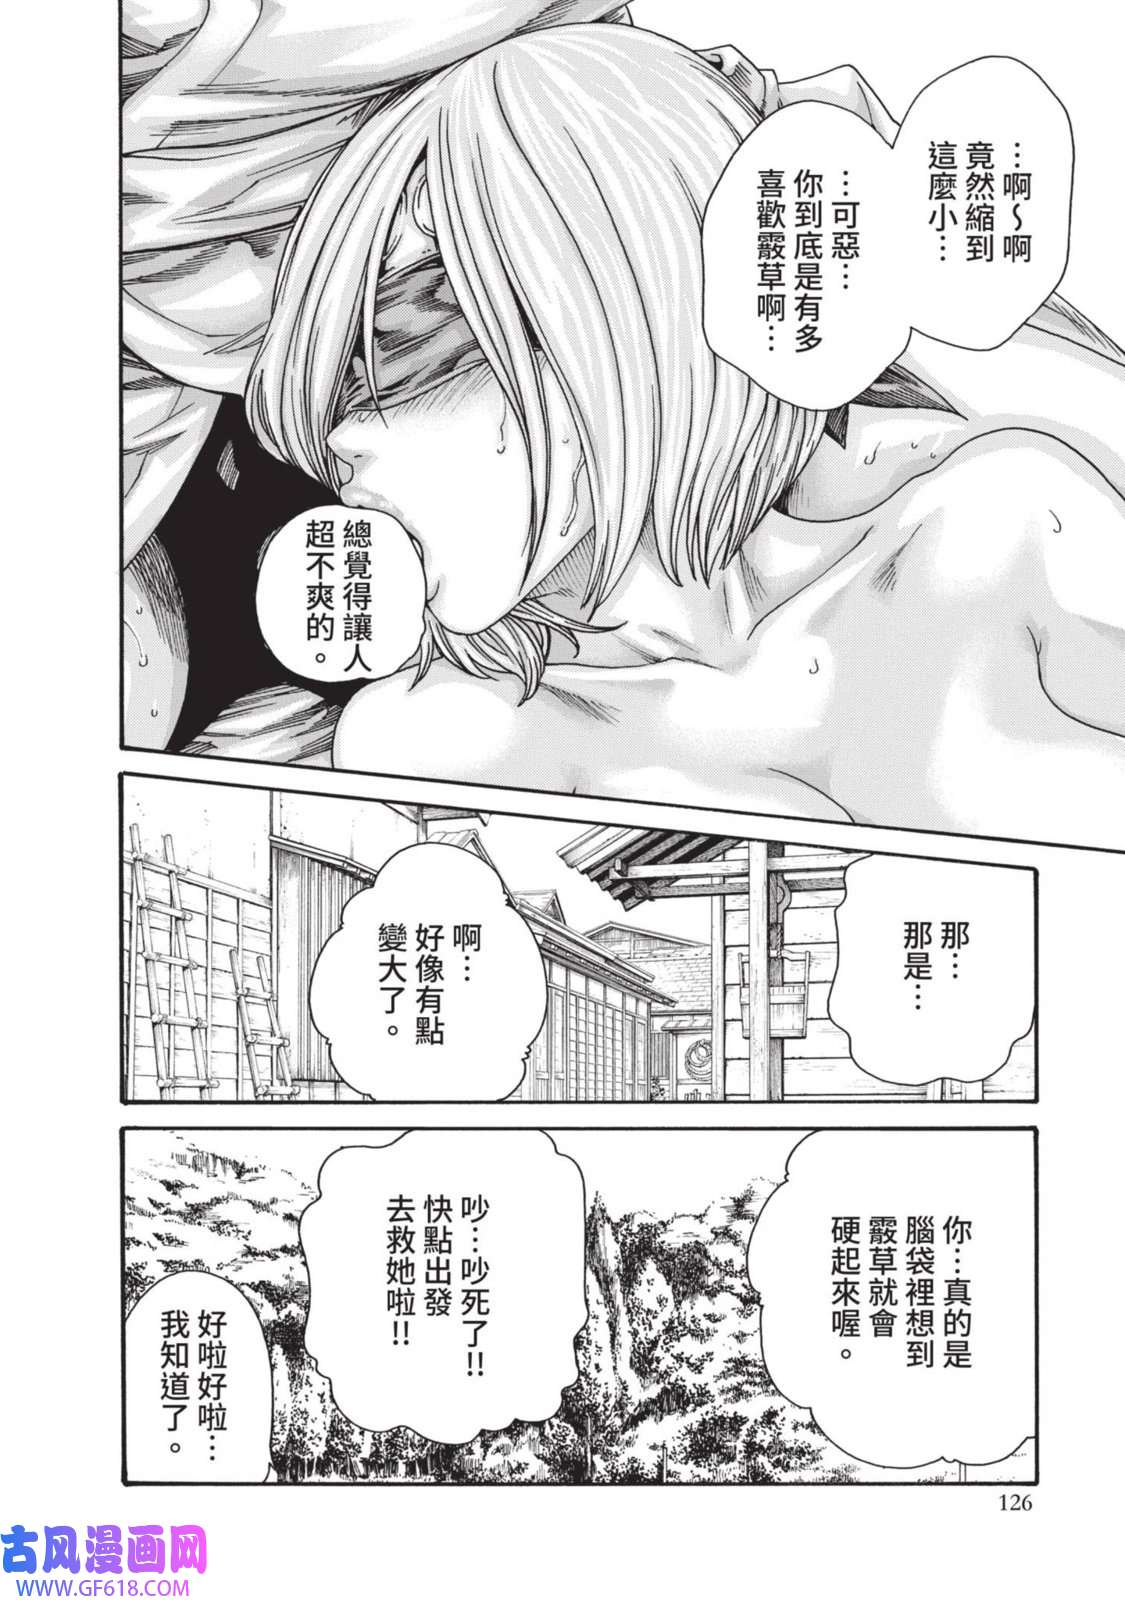 …啊～啊
竟然縮到
這麼小…
…可惡…
你到底是有多
喜歡霞草啊…
總覺得讓人
超不爽的。
那…
那是…
啊…
好像有點
變大了。
你…真的是
腦袋裡想到
霞草就會
硬起來喔。
吵…吵死了!!
快點出發
去救她啦!!
好啦好啦…
我知道了。
126
古风漫画网
WWW.GF618.COM